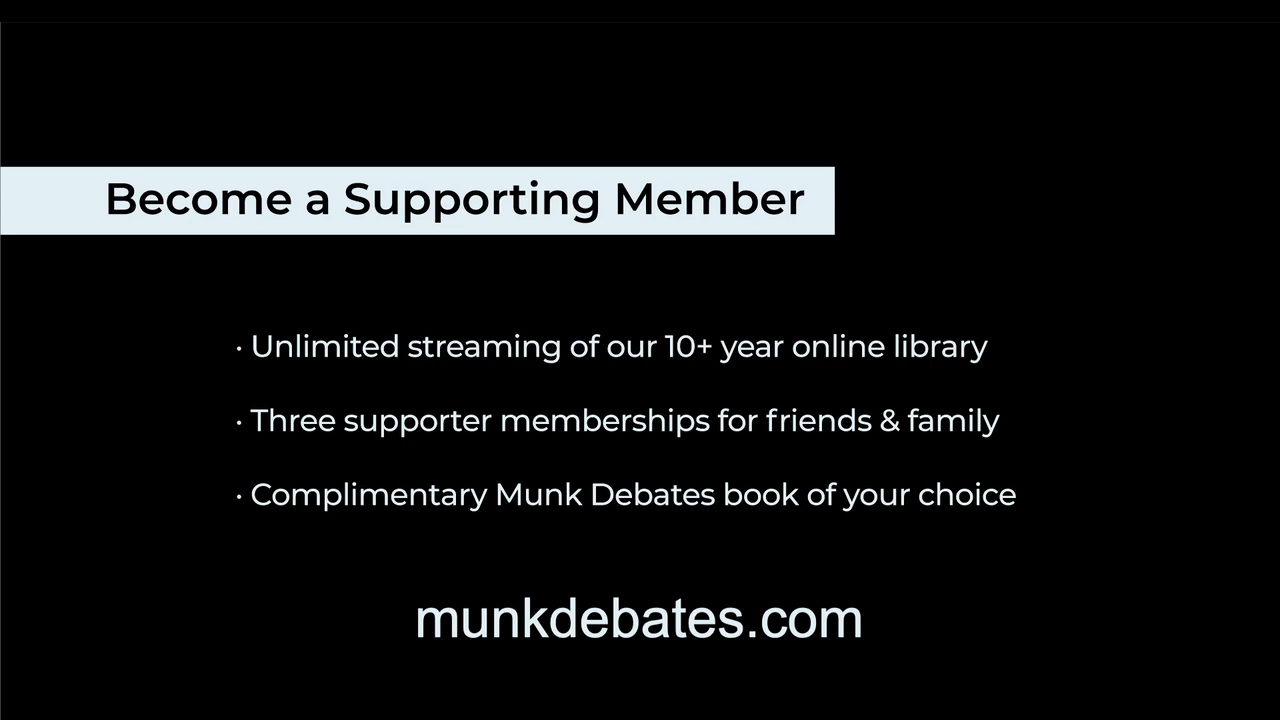 Become a Supporting Member
· Unlimited streaming of our 10+ year online library
· Three supporter memberships for friends & family
· Complimentary Munk Debates book of your choice
munkdebates.com